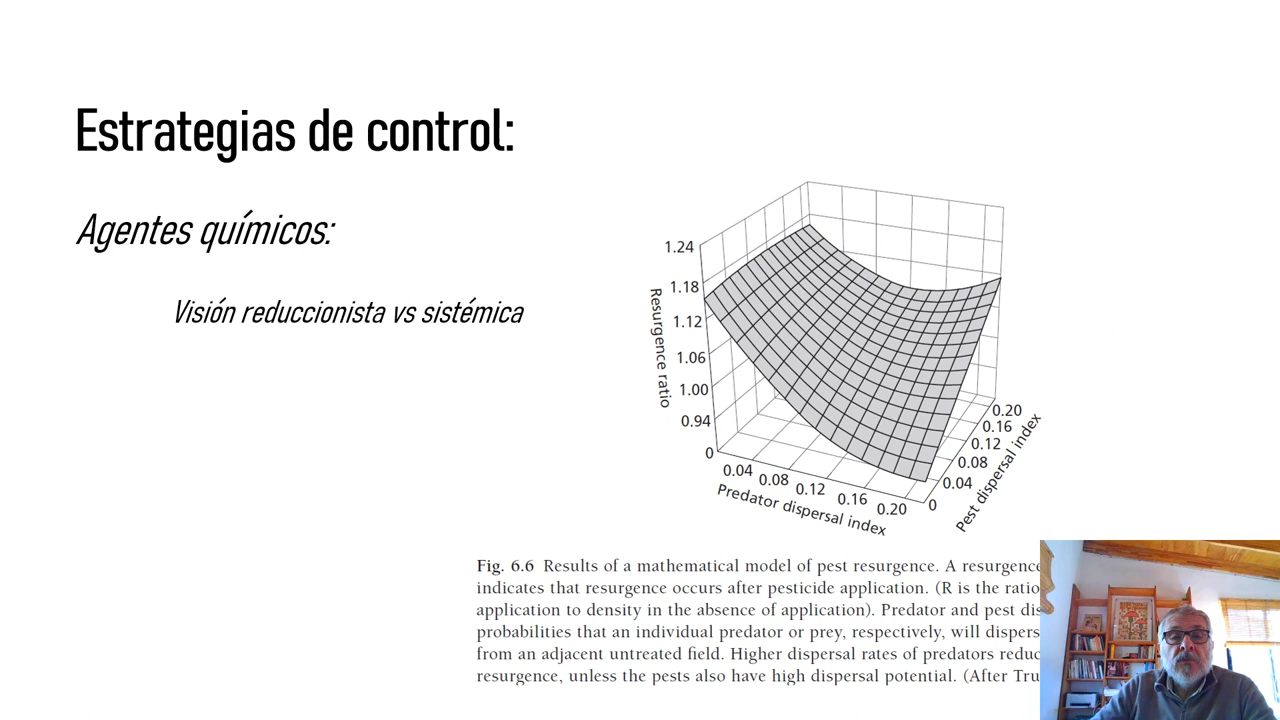 Estrategias de control:
Agentes químicos:
Visión reduccionista vs sistémica
1.24
1.18
1.12
1.06
1.00
0.94
0
Resurgence ratio
0.04
0.08
0.12
0.16
0.20
Predator dispersal index
0
0.04
0.08
0.12
0.16
0.20
Pest dispersal index
Fig. 6.6 Results of a mathematical model of pest resurgence. A resurgence
indicates that resurgence occurs after pesticide application. (R is the ratio
application to density in the absence of application). Predator and pest dis
probabilities that an individual predator or prey, respectively, will dispers
from an adjacent untreated field. Higher dispersal rates of predators reduc
resurgence, unless the pests also have high dispersal potential. (After Tru